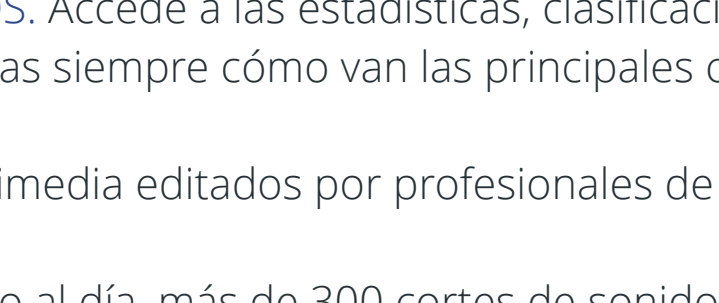 S. Accede a las estadísticas, clasificaci
as siempre cómo van las principales
imedia editados por profesionales de
o al día, más de 300 cortes de sonido